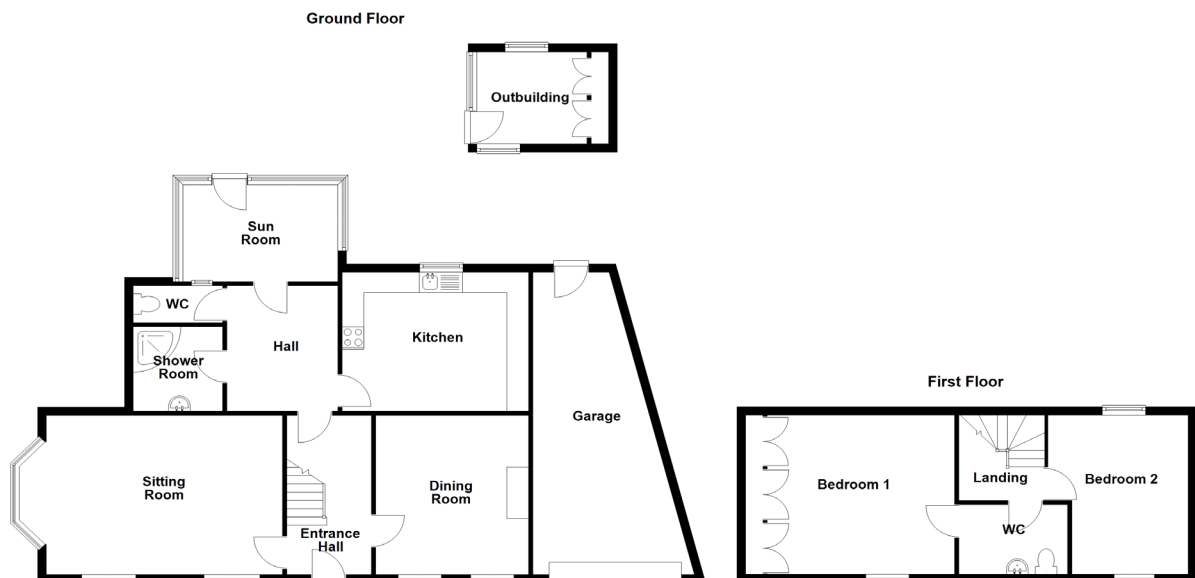 Ground Floor
Outbuilding
Sun
Room
WC
Hall
Kitchen
Shower
Room
Garage
Sitting
Room
Dining
Room
Entrance
Hall
First Floor
Bedroom 1
Landing
Bedroom 2
WC